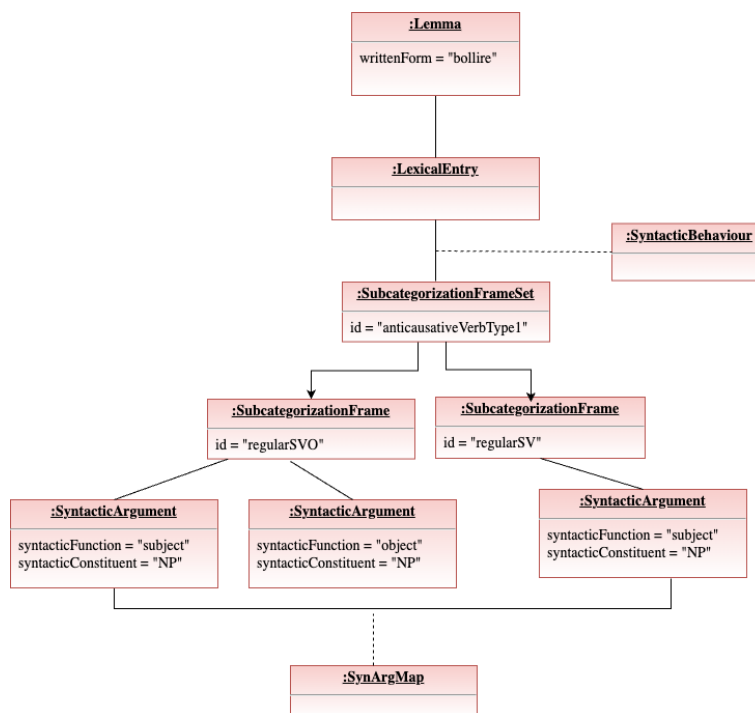 :Lemma
writtenForm = "bollire"
:LexicalEntry
:SyntacticBehaviour
:SubcategorizationFrameSet
id = "anticausativeVerbType1"
:SubcategorizationFrame
id = "regularSVO"
:SubcategorizationFrame
id = "regularSV"
:SyntacticArgument
syntacticFunction = "subject"
syntacticConstituent = "NP"
:SyntacticArgument
syntacticFunction = "object"
syntacticConstituent = "NP"
:SyntacticArgument
syntacticFunction = "subject"
syntacticConstituent = "NP"
:SynArgMap